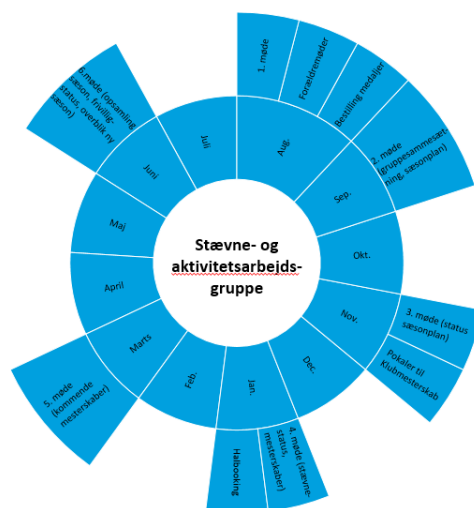 Stævne- og
aktivitetsarbejds-
gruppe
Aug.
1. møde
Forældremøder
Bestilling medaljer
Sep.
2. møde
(gruppesammesæt-
ning, sæsonplan)
Okt.
Nov.
3. møde (status
sæsonplan)
Pokaler til
Klubmesterskab
Dec.
Jan.
4. møde (stævne-
status,
mesterskaber)
Halbooking
Feb.
Marts
5. møde
(kommende
mesterskaber)
April
Maj
Juni
6.møde (opsamling
sæson, frivillig-
status, overblik ny
sæson)
Juli